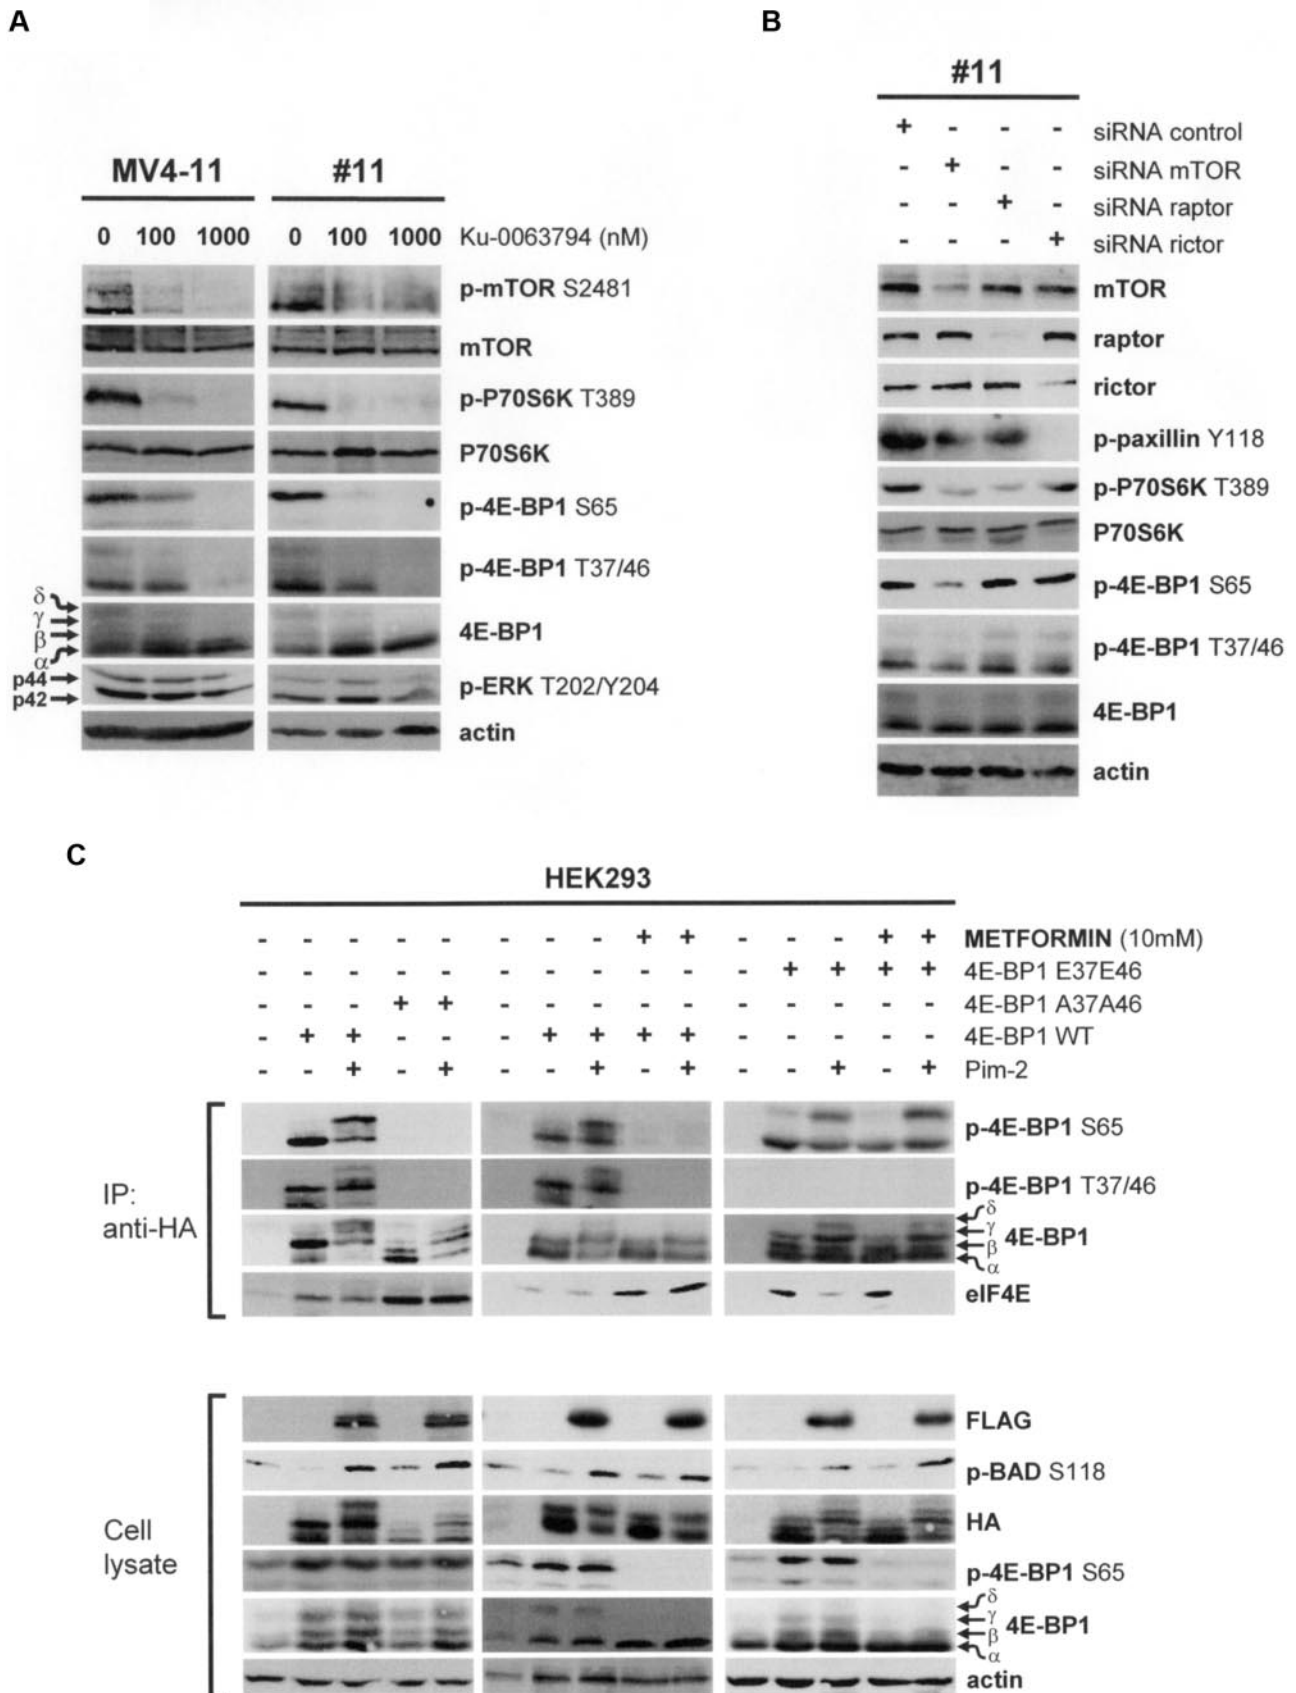 A
MV4-11 #11
0 100 1000 0 100 1000 Ku-0063794 (nM)
p-mTOR S2481
mTOR
p-P70S6K T389
P70S6K
p-4E-BP1 S65
p-4E-BP1 T37/46
δ
γ
β
α
4E-BP1
p44
p42
p-ERK T202/Y204
actin
B
#11
+ - - - siRNA control
- + - - siRNA mTOR
- - + - siRNA raptor
- - - + siRNA rictor
mTOR
raptor
rictor
p-paxillin Y118
p-P70S6K T389
P70S6K
p-4E-BP1 S65
p-4E-BP1 T37/46
4E-BP1
actin
C
HEK293
- - - - - - - - + + - - - + + METFORMIN (10mM)
- - - - - - - - - - - + + + + 4E-BP1 E37E46
- - - + + - - - - - - - - - - 4E-BP1 A37A46
- + + - - - + + + + - - - - - 4E-BP1 WT
- - + - + - - + - + - - + - + Pim-2
IP:
anti-HA
p-4E-BP1 S65
p-4E-BP1 T37/46
δ
γ
β
α
4E-BP1
eIF4E
Cell
lysate
FLAG
p-BAD S118
HA
p-4E-BP1 S65
δ
γ
β
α
4E-BP1
actin